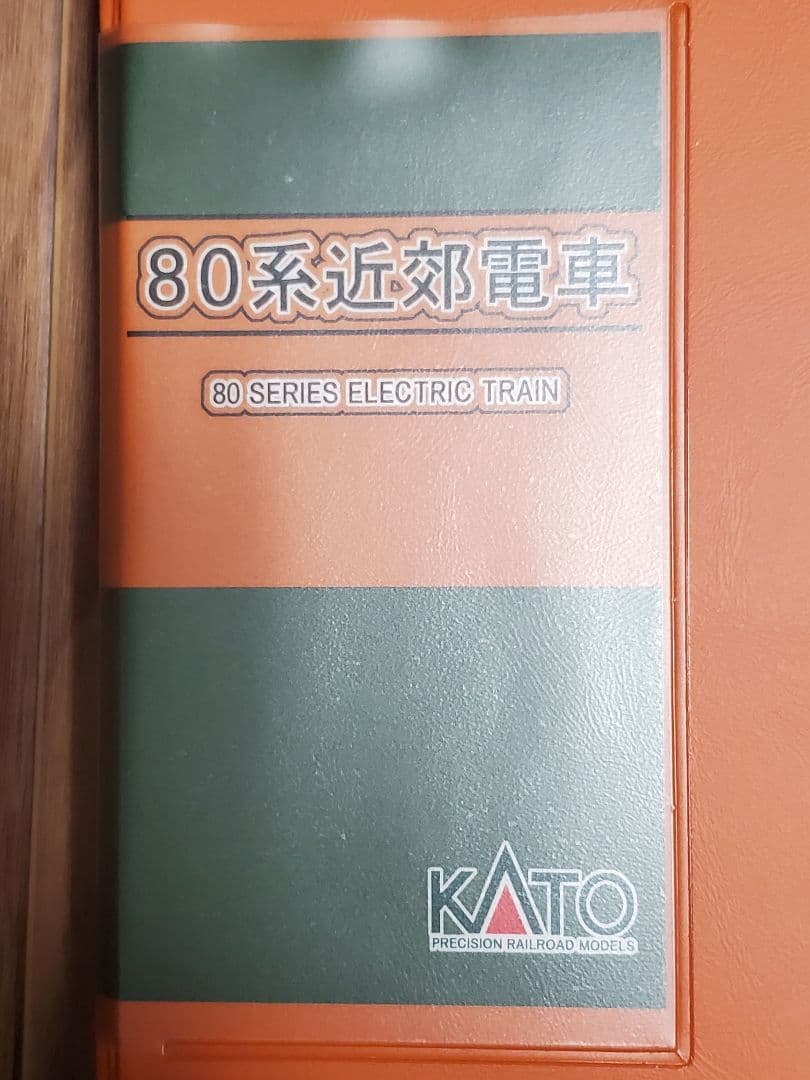 80系近郊電車
80 SERIES ELECTRIC TRAIN
KATO
PRECISION RAILROAD MODELS